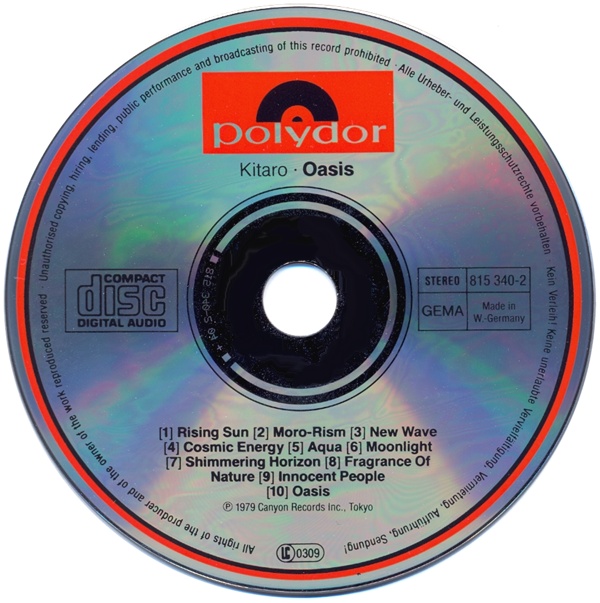 All rights of the producer and of the owner of the work reproduced reserved · Unauthorised copying, hiring, lending, public performance and broadcasting of this record prohibited · Alle Urheber- und Leistungsschutzrechte vorbehalten · Kein Verleih! Keine unerlaubte Vervielfältigung, Vermietung, Aufführung, Sendung!
polydor
Kitaro · Oasis
COMPACT
disc
DIGITAL AUDIO
STEREO 815 340-2
GEMA Made in
W.-Germany
[1] Rising Sun [2] Moro-Rism [3] New Wave
[4] Cosmic Energy [5] Aqua [6] Moonlight
[7] Shimmering Horizon [8] Fragrance Of
Nature [9] Innocent People
[10] Oasis
Ⓟ 1979 Canyon Records Inc., Tokyo
LC 0309